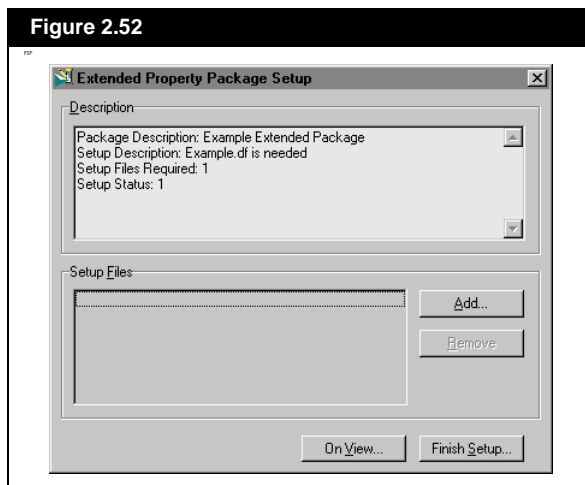 Figure 2.52
Extended Property Package Setup
Description
Package Description: Example Extended Package
Setup Description: Example.df is needed
Setup Files Required: 1
Setup Status: 1
Setup Files
Add...
Remove
On View...
Finish Setup...